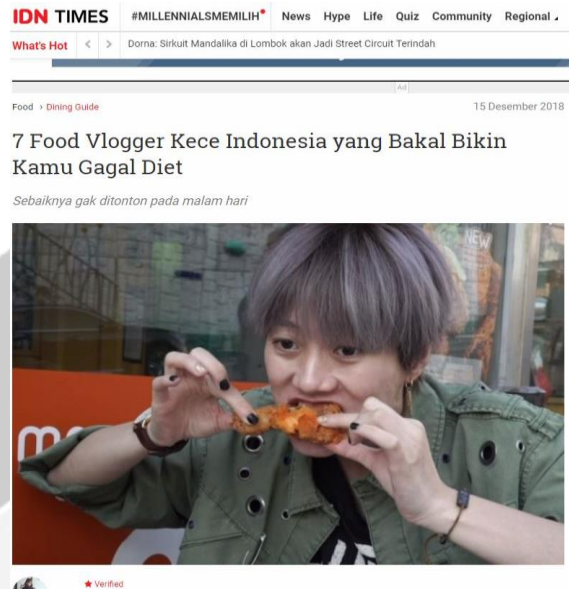 IDN TIMES
#MILLENNIALSMEMILIH News Hype Life Quiz Community Regional
What's Hot
Dorna: Sirkuit Mandalika di Lombok akan Jadi Street Circuit Terindah
Ad
Food › Dining Guide
15 Desember 2018
7 Food Vlogger Kece Indonesia yang Bakal Bikin
Kamu Gagal Diet
Sebaiknya gak ditonton pada malam hari
NEW
Verified